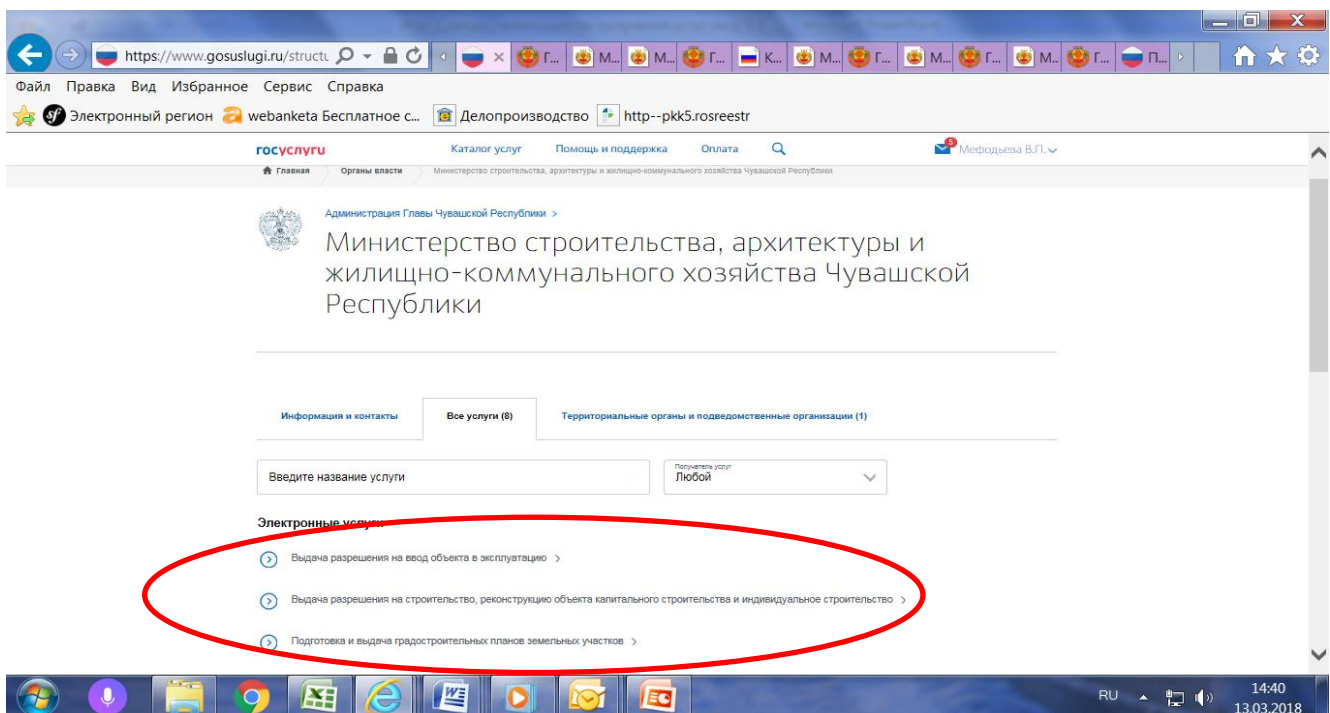 https://www.gosuslugi.ru/structu
Г... М... М... Г... К... М... Г... М... Г... М... Г... П...
Файл Правка Вид Избранное Сервис Справка
Электронный регион webanketa Бесплатное с... Делопроизводство http--pkk5.rosreestr
госуслуги Каталог услуг Помощь и поддержка Оплата 5 Мефодьева В.П.
Главная Органы власти Министерство строительства, архитектуры и жилищно-коммунального хозяйства Чувашской Республики
Администрация Главы Чувашской Республики >
Министерство строительства, архитектуры и
жилищно-коммунального хозяйства Чувашской
Республики
Информация и контакты Все услуги (8) Территориальные органы и подведомственные организации (1)
Введите название услуги
Получатель услуг
Любой
Электронные услуги
Выдача разрешения на ввод объекта в эксплуатацию >
Выдача разрешения на строительство, реконструкцию объекта капитального строительства и индивидуальное строительство >
Подготовка и выдача градостроительных планов земельных участков >
RU 14:40
13.03.2018